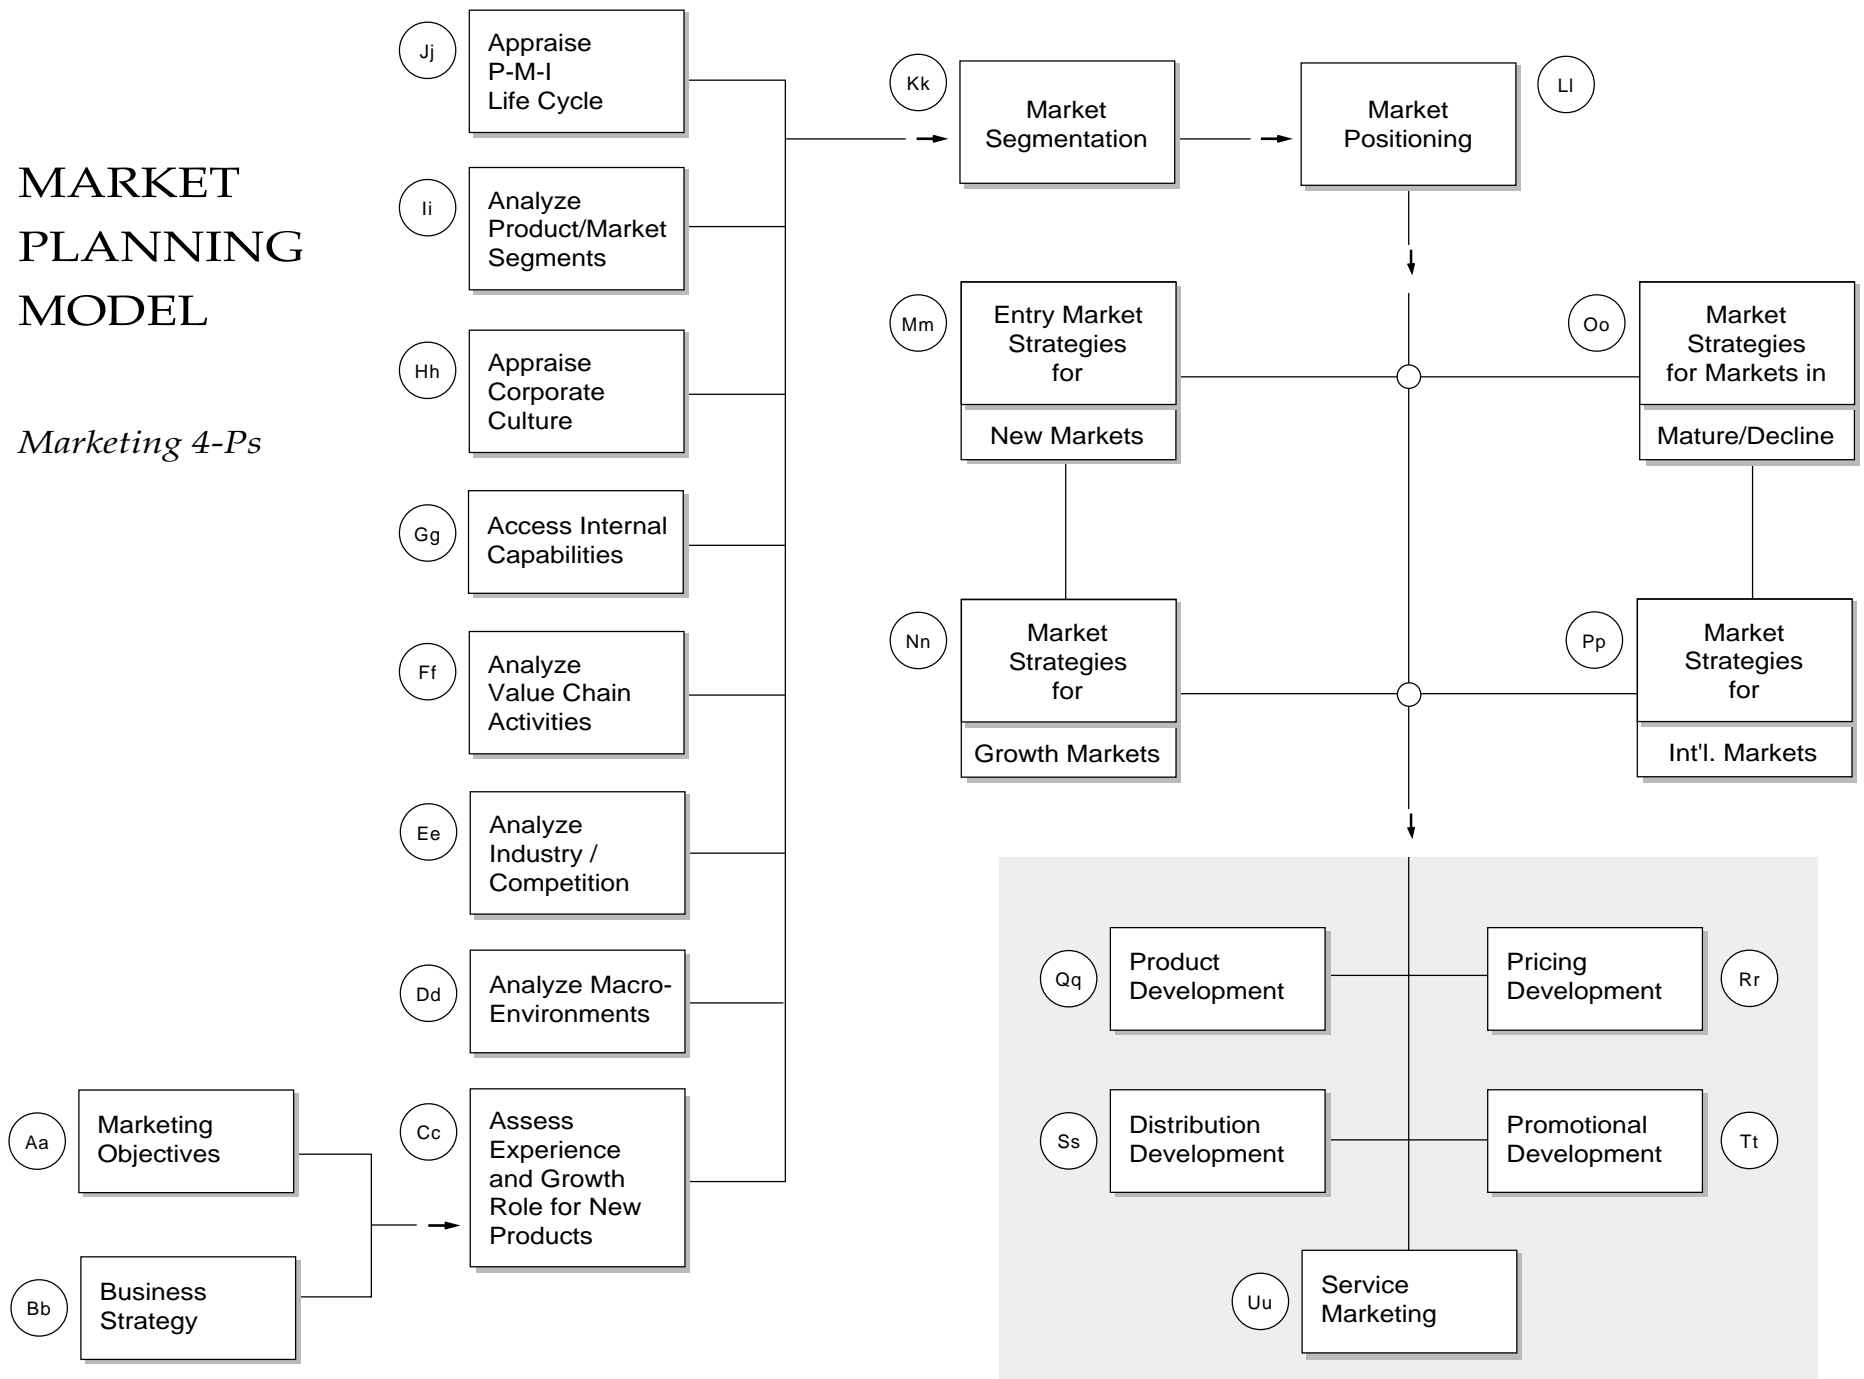 MARKET
PLANNING
MODEL
Marketing 4-Ps
Jj
Appraise
P-M-I
Life Cycle
Ii
Analyze
Product/Market
Segments
Hh
Appraise
Corporate
Culture
Gg
Access Internal
Capabilities
Ff
Analyze
Value Chain
Activities
Ee
Analyze
Industry /
Competition
Dd
Analyze Macro-
Environments
Cc
Assess
Experience
and Growth
Role for New
Products
Aa
Marketing
Objectives
Bb
Business
Strategy
Kk
Market
Segmentation
Market
Positioning
Ll
Mm
Entry Market
Strategies
for
New Markets
Oo
Market
Strategies
for Markets in
Mature/Decline
Nn
Market
Strategies
for
Growth Markets
Pp
Market
Strategies
for
Int'l. Markets
Qq
Product
Development
Pricing
Development
Rr
Ss
Distribution
Development
Promotional
Development
Tt
Uu
Service
Marketing